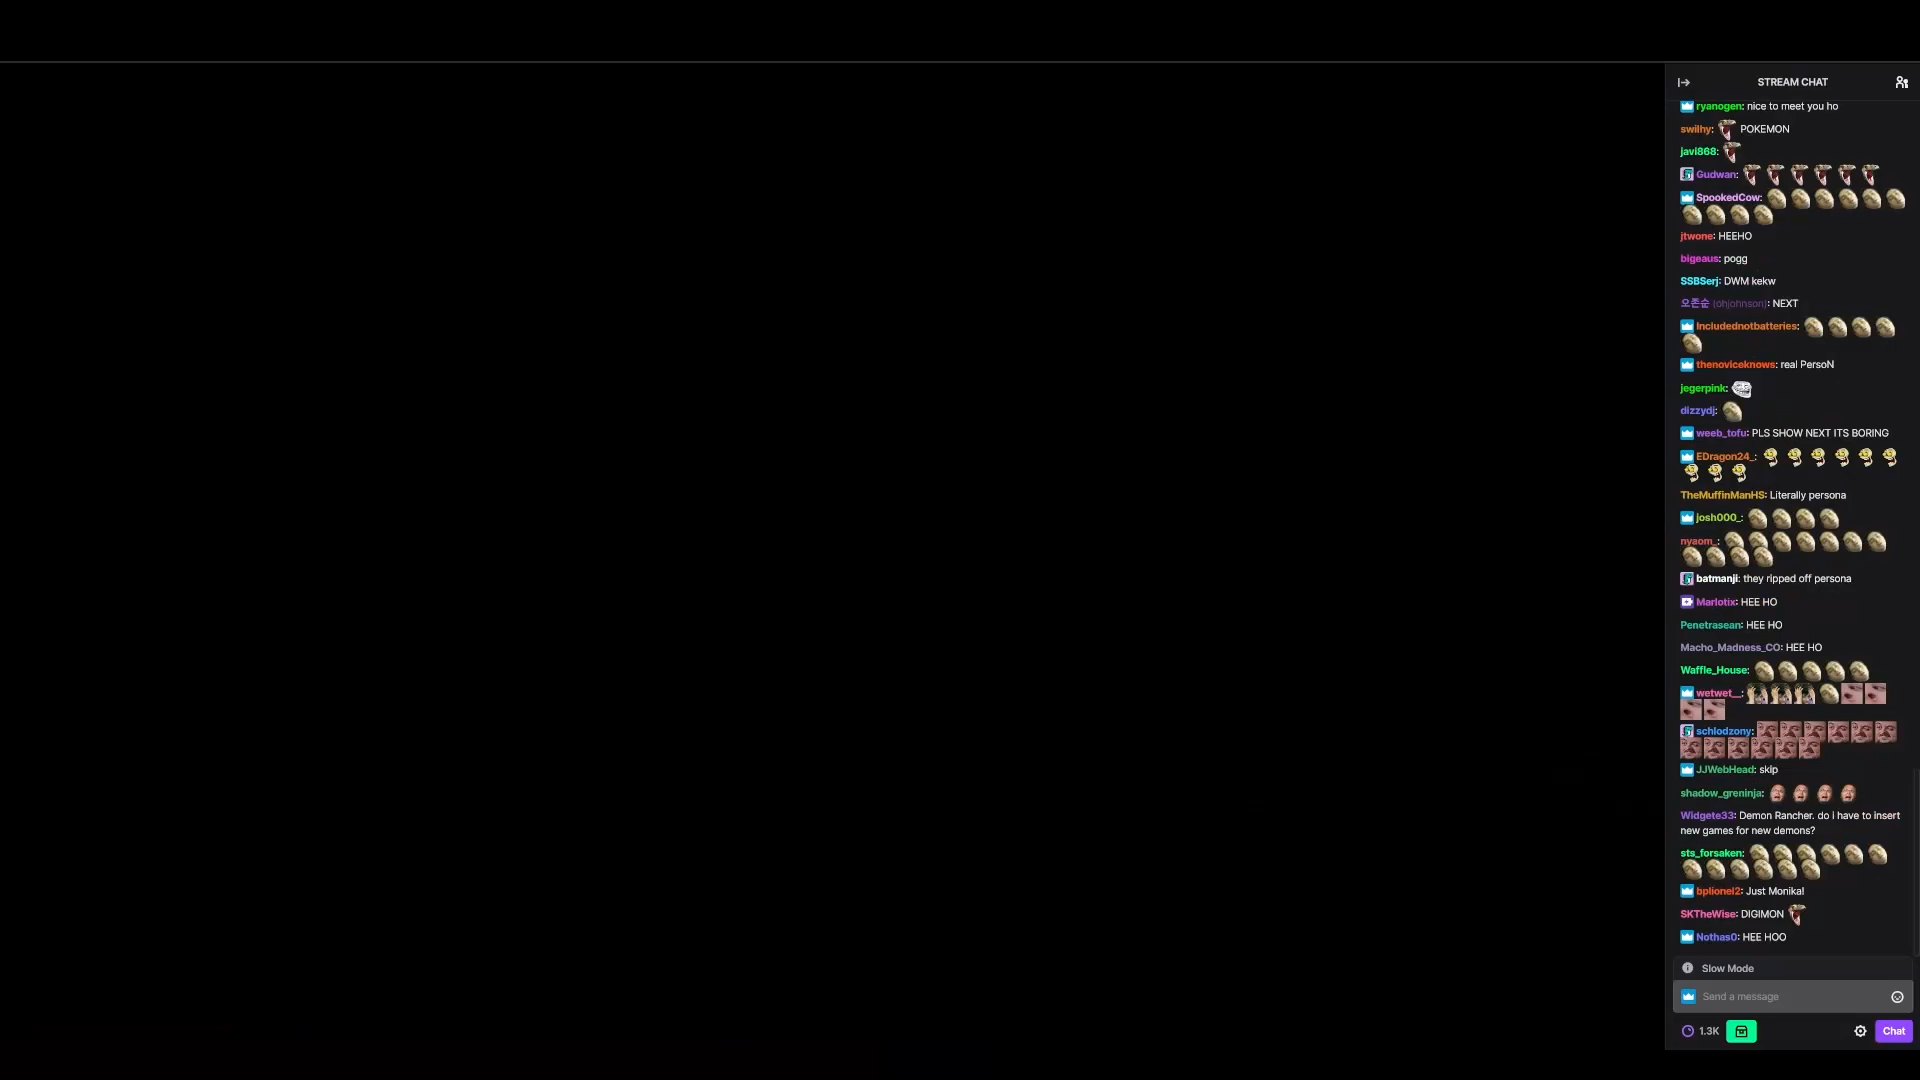 STREAM CHAT
ryanogen: nice to meet you ho
swilhy: POKEMON
javi868:
Gudwan:
SpookedCow:
jtwone: HEEHO
bigeaus: pogg
SSBSerj: DWM kekw
오존순 (ohjohnson): NEXT
Includednotbatteries:
thenoviceknows: real PersoN
jegerpink:
dizzydj:
weeb_tofu: PLS SHOW NEXT ITS BORING
EDragon24_:
TheMuffinManHS: Literally persona
josh000_:
nyaom_:
batmanji: they ripped off persona
Marlotix: HEE HO
Penetrasean: HEE HO
Macho_Madness_CO: HEE HO
Waffle_House:
wetwet__:
schlodzony:
JJWebHead: skip
shadow_greninja:
Widgete33: Demon Rancher. do i have to insert
new games for new demons?
sts_forsaken:
bplionel2: Just Monika!
SKTheWise: DIGIMON
Nothas0: HEE HOO
Slow Mode
Send a message
1.3K
Chat